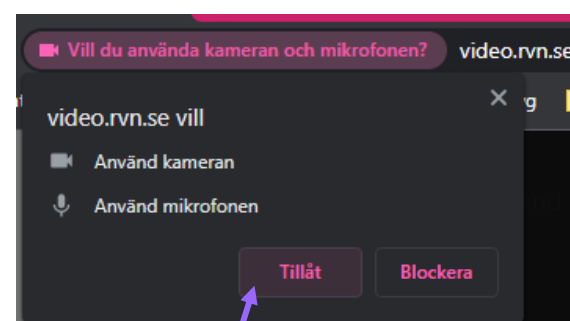 Vill du använda kameran och mikrofonen? video.rvn.se
video.rvn.se vill
Använd kameran
Använd mikrofonen
Tillåt Blockera